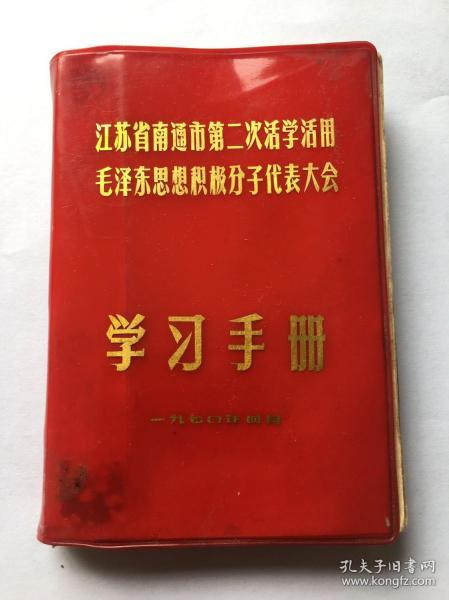 江苏省南通市第二次活学活用
毛泽东思想积极分子代表大会
学习手册
一九七〇年四月
孔夫子旧书网
www.kongfz.com